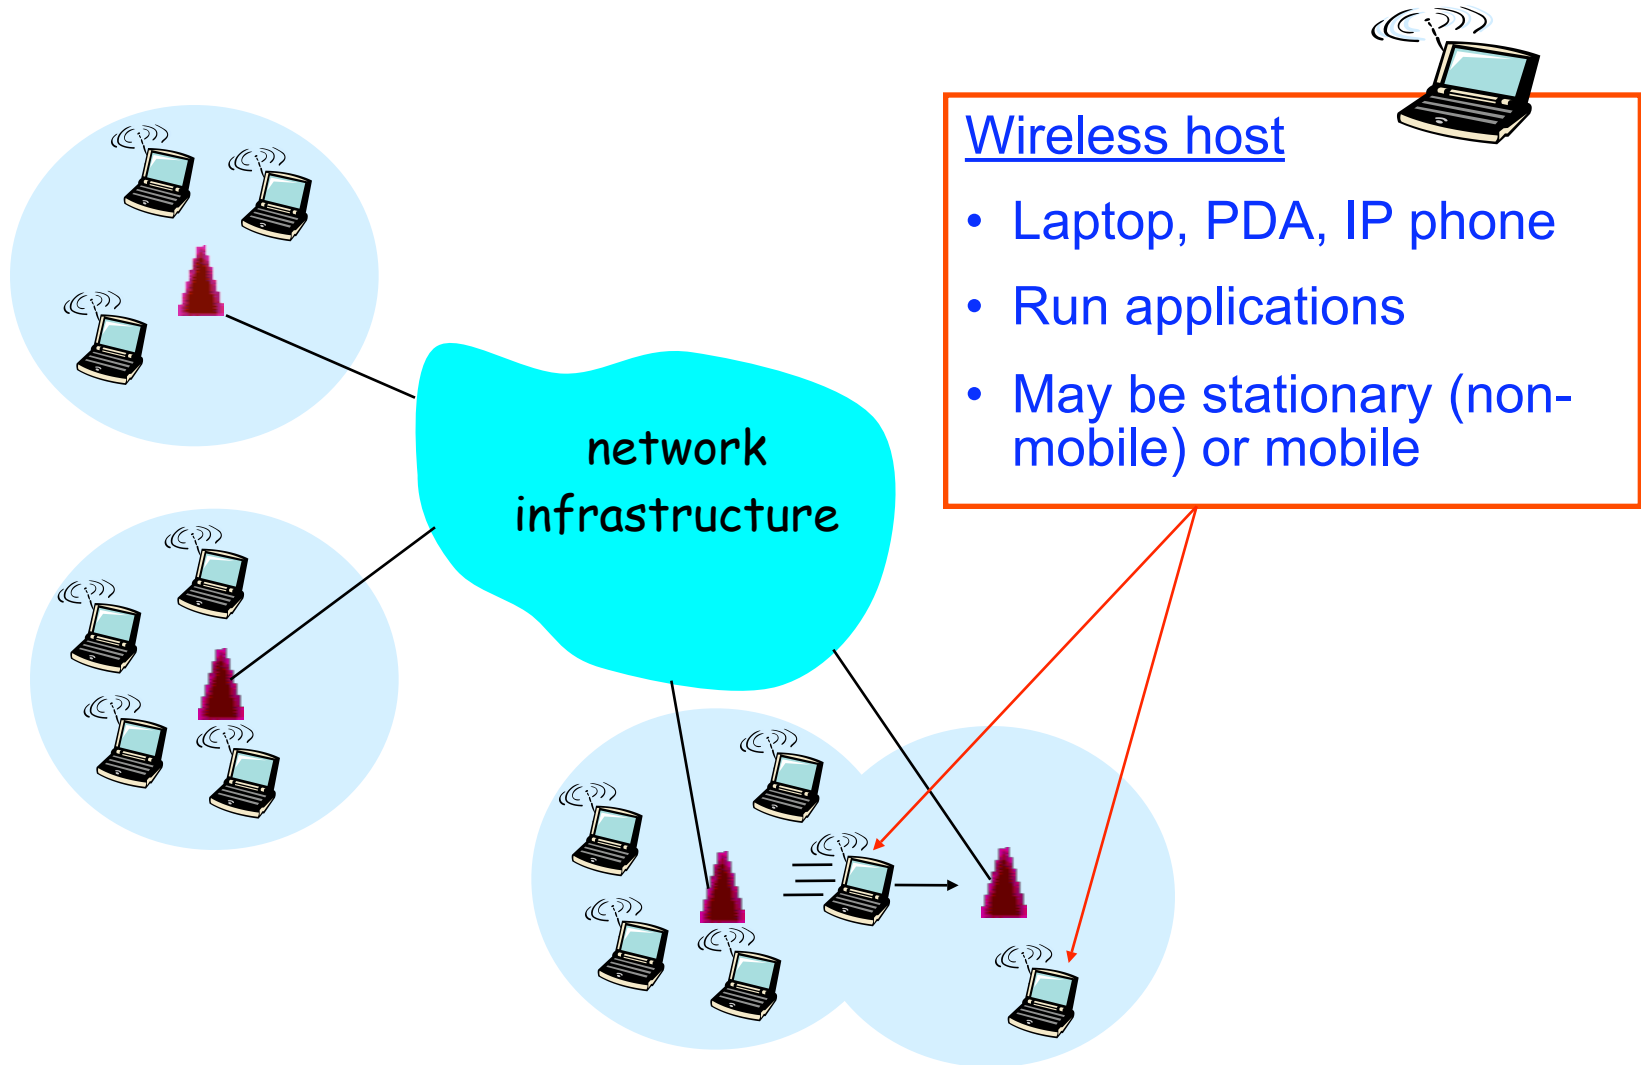 Wireless host
• Laptop, PDA, IP phone
• Run applications
• May be stationary (non-
mobile) or mobile
network
infrastructure